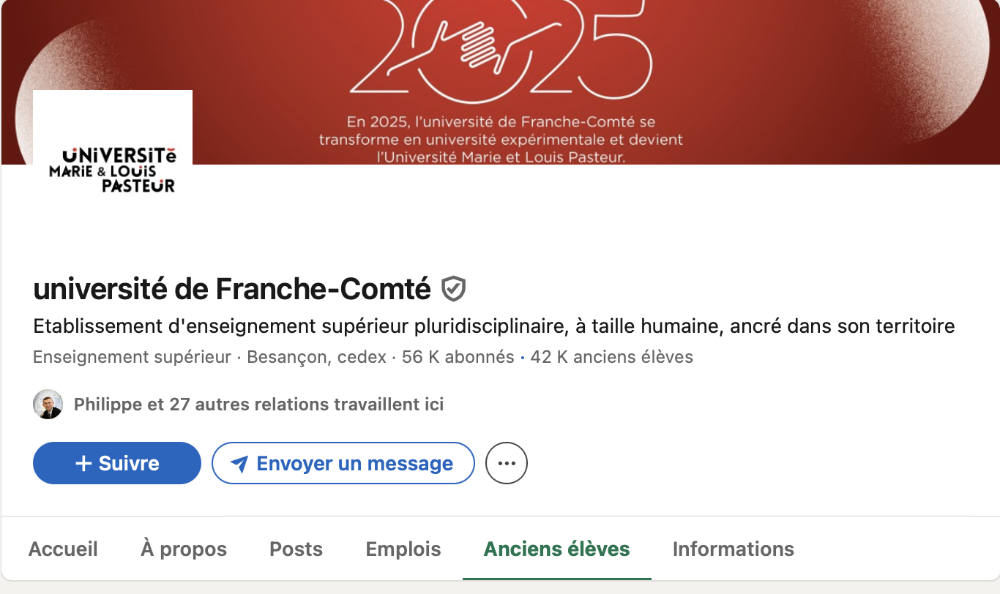 2025
En 2025, l'université de Franche-Comté se
transforme en université expérimentale et devient
l'Université Marie et Louis Pasteur.
UNIVERSITé
MARIE & LOUIS
PASTEUR
université de Franche-Comté
Etablissement d'enseignement supérieur pluridisciplinaire, à taille humaine, ancré dans son territoire
Enseignement supérieur · Besançon, cedex · 56 K abonnés · 42 K anciens élèves
Philippe et 27 autres relations travaillent ici
+ Suivre Envoyer un message ...
Accueil À propos Posts Emplois Anciens élèves Informations